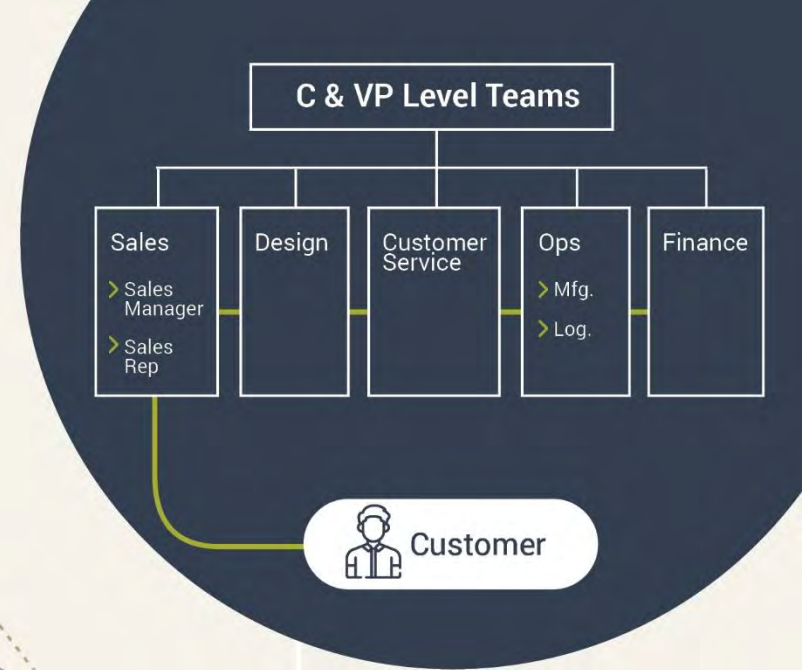 C & VP Level Teams
Sales
Sales
Manager
Sales
Rep
Design
Customer
Service
Ops
Mfg.
Log.
Finance
Customer